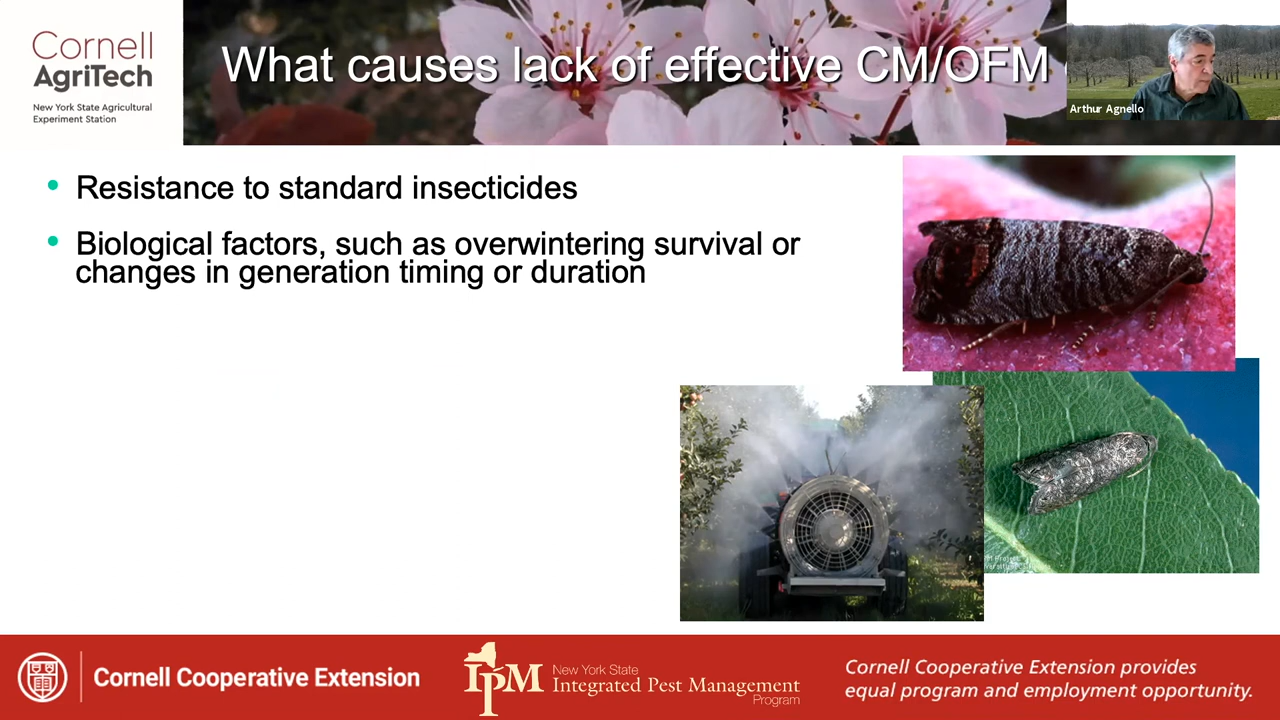 Cornell
AgriTech
New York State Agricultural
Experiment Station
What causes lack of effective CM/OFM
Arthur Agnello
• Resistance to standard insecticides
• Biological factors, such as overwintering survival or
changes in generation timing or duration
Cornell Cooperative Extension
IPM
New York State
Integrated Pest Management
Program
Cornell Cooperative Extension provides
equal program and employment opportunity.